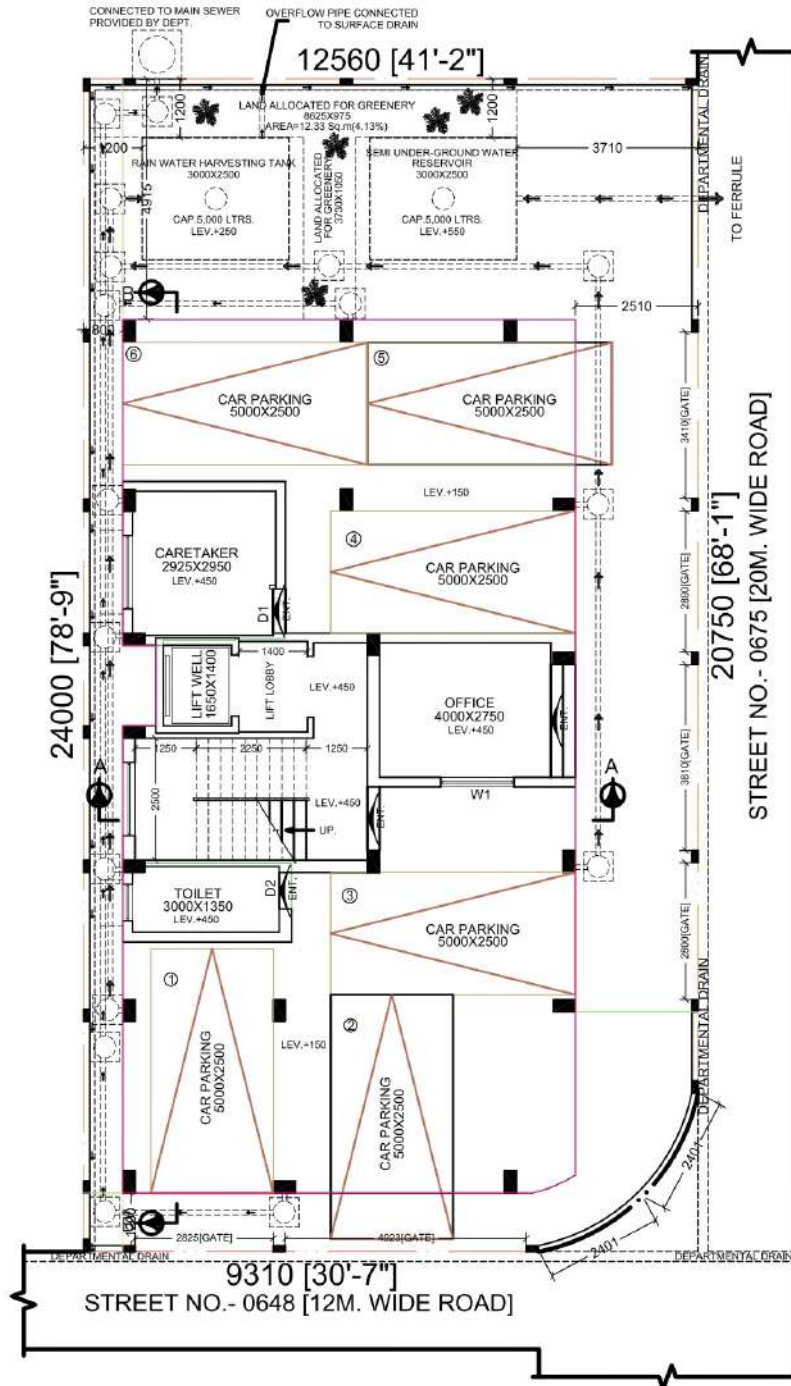 CONNECTED TO MAIN SEWER
PROVIDED BY DEPT.
OVERFLOW PIPE CONNECTED
TO SURFACE DRAIN
12560 [41'-2"]
1200
LAND ALLOCATED FOR GREENERY
8625X975
AREA=12.33 Sq.m(4.13%)
1200
DEPARTMENTAL DRAIN
1200
3710
RAIN WATER HARVESTING TANK
3000X2500
CAP.5,000 LTRS.
LEV.+250
4915
LAND ALLOCATED
FOR GREENERY
3730X1050
SEMI UNDER-GROUND WATER
RESERVOIR
3000X2500
CAP.5,000 LTRS.
LEV.+550
TO FERRULE
B
2510
800
⑥
CAR PARKING
5000X2500
⑤
CAR PARKING
5000X2500
3410[GATE]
LEV.+150
CARETAKER
2925X2950
LEV.+450
D1
ENT.
④
CAR PARKING
5000X2500
2890[GATE]
24000 [78'-9"]
20750 [68'-1"]
STREET NO.- 0675 [20M. WIDE ROAD]
LIFT WELL
1650X1400
1400
LIFT LOBBY
LEV.+450
OFFICE
4000X2750
LEV.+450
ENT.
3810[GATE]
1250
2250
1250
A
A
2500
LEV.+450
UP.
ENT.
W1
TOILET
3000X1350
LEV.+450
D2
ENT.
③
CAR PARKING
5000X2500
2890[GATE]
①
CAR PARKING
5000X2500
LEV.+150
②
CAR PARKING
5000X2500
DEPARTMENTAL DRAIN
2401
2401
2825[GATE]
4923[GATE]
DEPARTMENTAL DRAIN
DEPARTMENTAL DRAIN
9310 [30'-7"]
STREET NO.- 0648 [12M. WIDE ROAD]